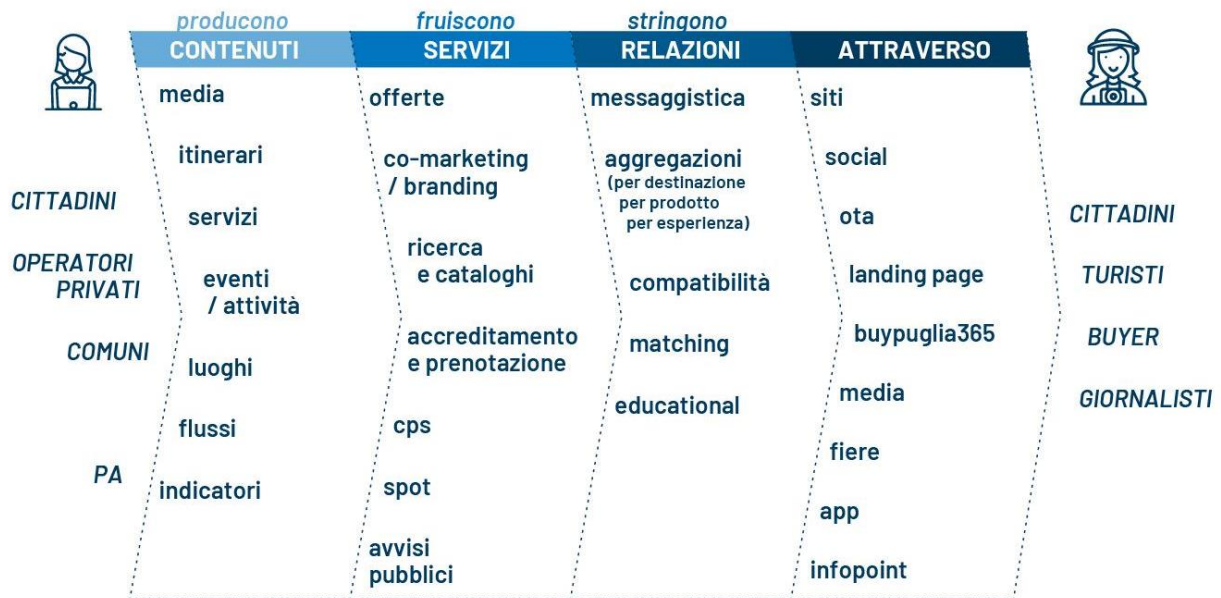 producono
CONTENUTI
fruiscono
SERVIZI
stringono
RELAZIONI
ATTRAVERSO
CITTADINI
OPERATORI
PRIVATI
COMUNI
PA
media
itinerari
servizi
eventi
/ attività
luoghi
flussi
indicatori
offerte
co-marketing
/ branding
ricerca
e cataloghi
accreditamento
e prenotazione
cps
spot
avvisi
pubblici
messaggistica
aggregazioni
(per destinazione
per prodotto
per esperienza)
compatibilità
matching
educational
siti
social
ota
landing page
buypuglia365
media
fiere
app
infopoint
CITTADINI
TURISTI
BUYER
GIORNALISTI